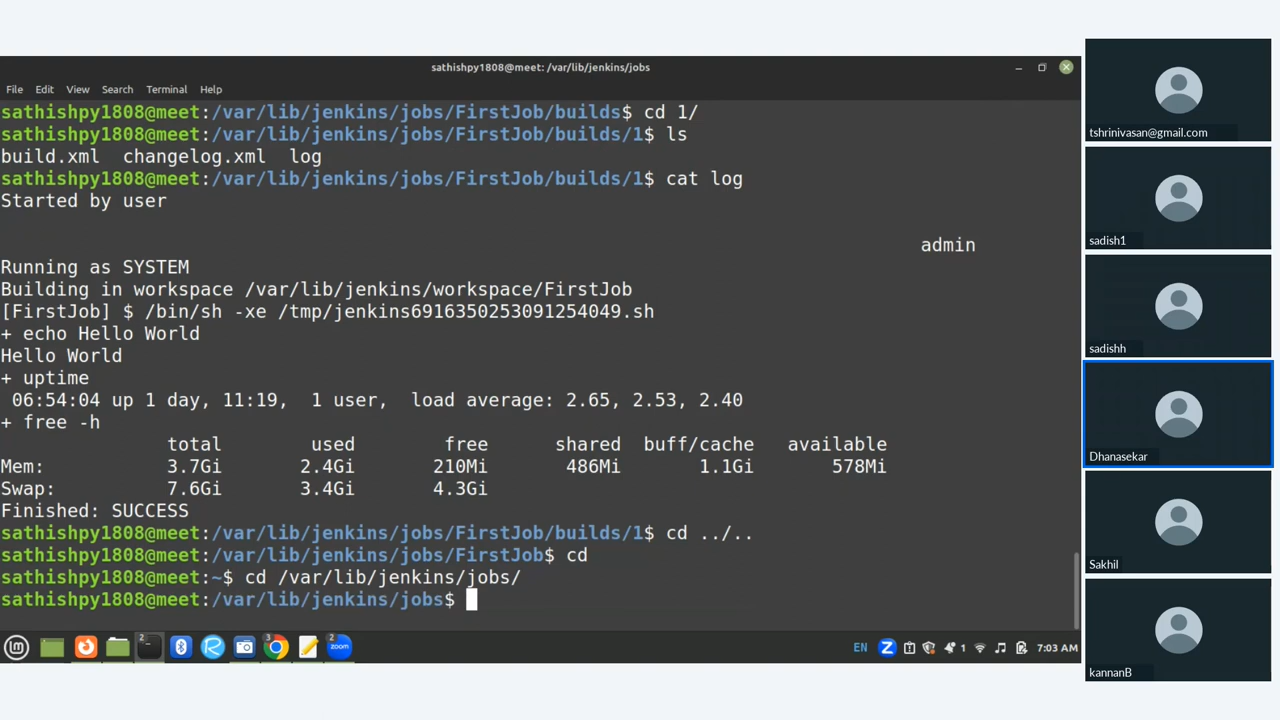 sathishpy1808@meet: /var/lib/jenkins/jobs
File Edit View Search Terminal Help
sathishpy1808@meet:/var/lib/jenkins/jobs/FirstJob/builds$ cd 1/
sathishpy1808@meet:/var/lib/jenkins/jobs/FirstJob/builds/1$ ls
build.xml changelog.xml log
sathishpy1808@meet:/var/lib/jenkins/jobs/FirstJob/builds/1$ cat log
Started by user
admin
Running as SYSTEM
Building in workspace /var/lib/jenkins/workspace/FirstJob
[FirstJob] $ /bin/sh -xe /tmp/jenkins6916350253091254049.sh
+ echo Hello World
Hello World
+ uptime
06:54:04 up 1 day, 11:19, 1 user, load average: 2.65, 2.53, 2.40
+ free -h
total used free shared buff/cache available
Mem: 3.7Gi 2.4Gi 210Mi 486Mi 1.1Gi 578Mi
Swap: 7.6Gi 3.4Gi 4.3Gi
Finished: SUCCESS
sathishpy1808@meet:/var/lib/jenkins/jobs/FirstJob/builds/1$ cd ../..
sathishpy1808@meet:/var/lib/jenkins/jobs/FirstJob$ cd
sathishpy1808@meet:~$ cd /var/lib/jenkins/jobs/
sathishpy1808@meet:/var/lib/jenkins/jobs$
2 3 2 zoom EN Z 1 7:03 AM
tshrinivasan@gmail.com
sadish1
sadishh
Dhanasekar
Sakhil
kannanB